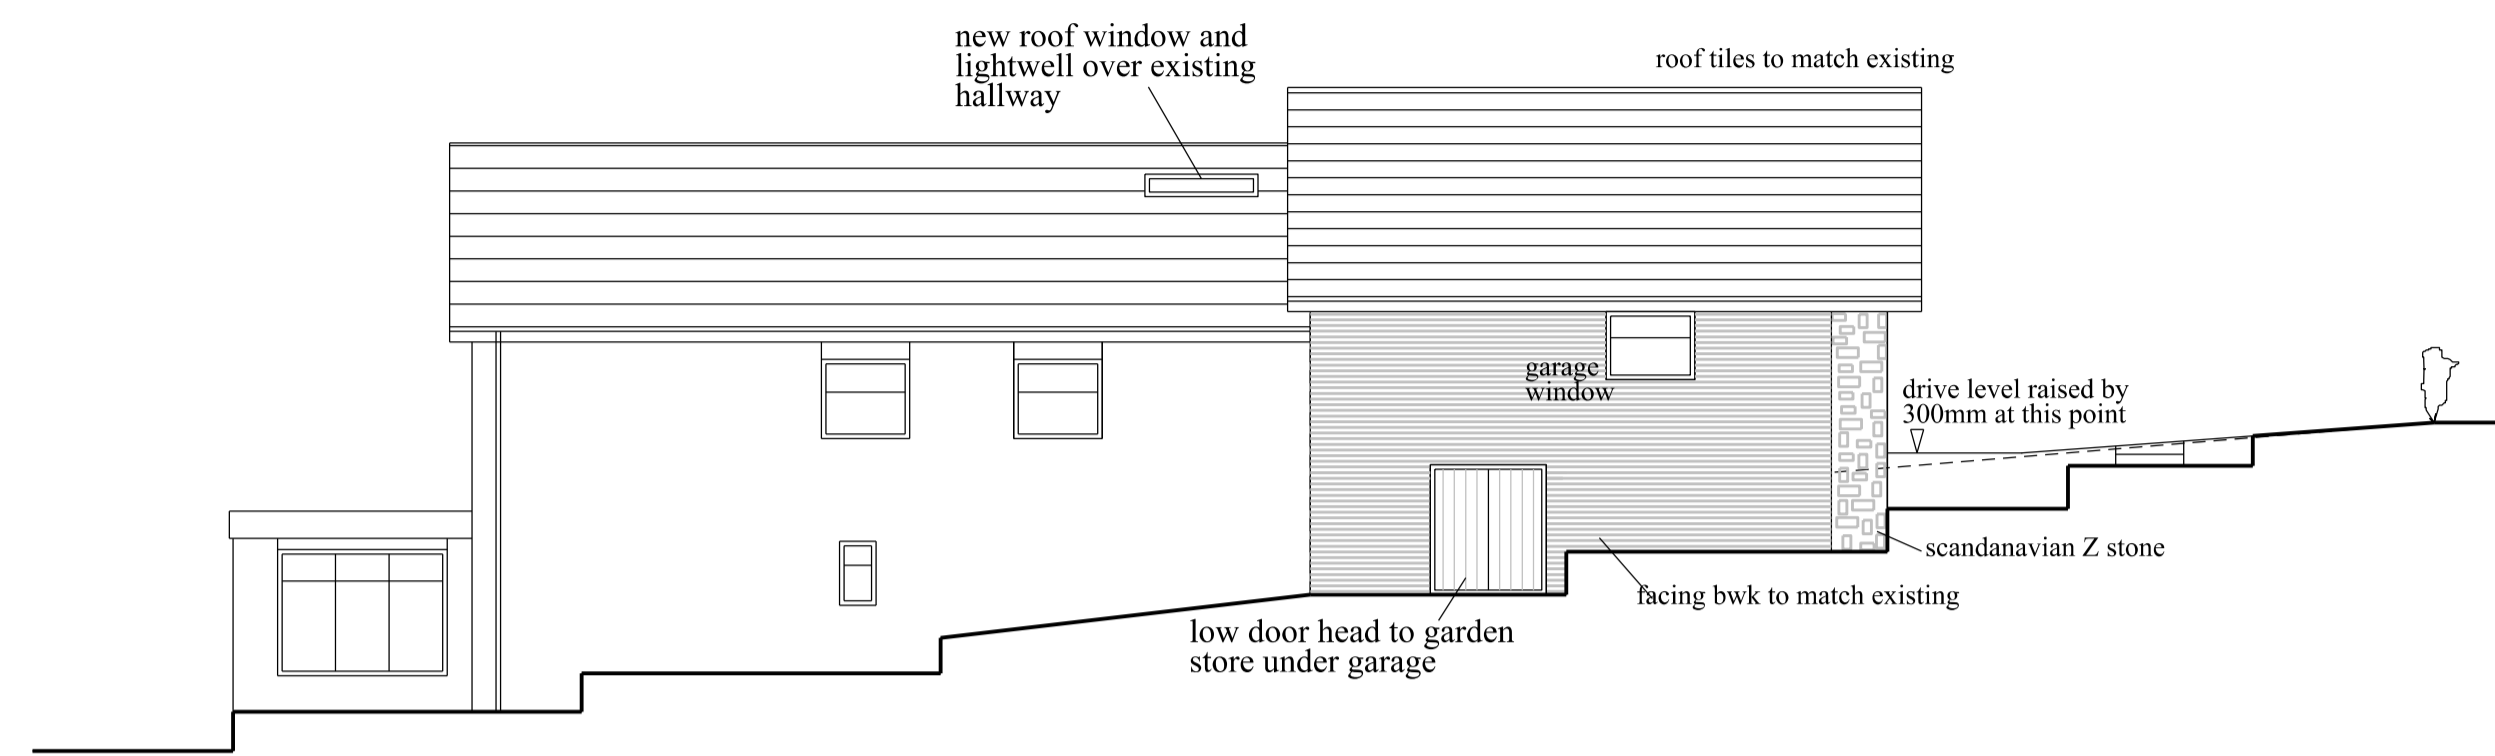 new roof window and
lightwell over existing
hallway
roof tiles to match existing
garage
window
drive level raised by
300mm at this point
scandanavian Z stone
facing bwk to match existing
low door head to garden
store under garage